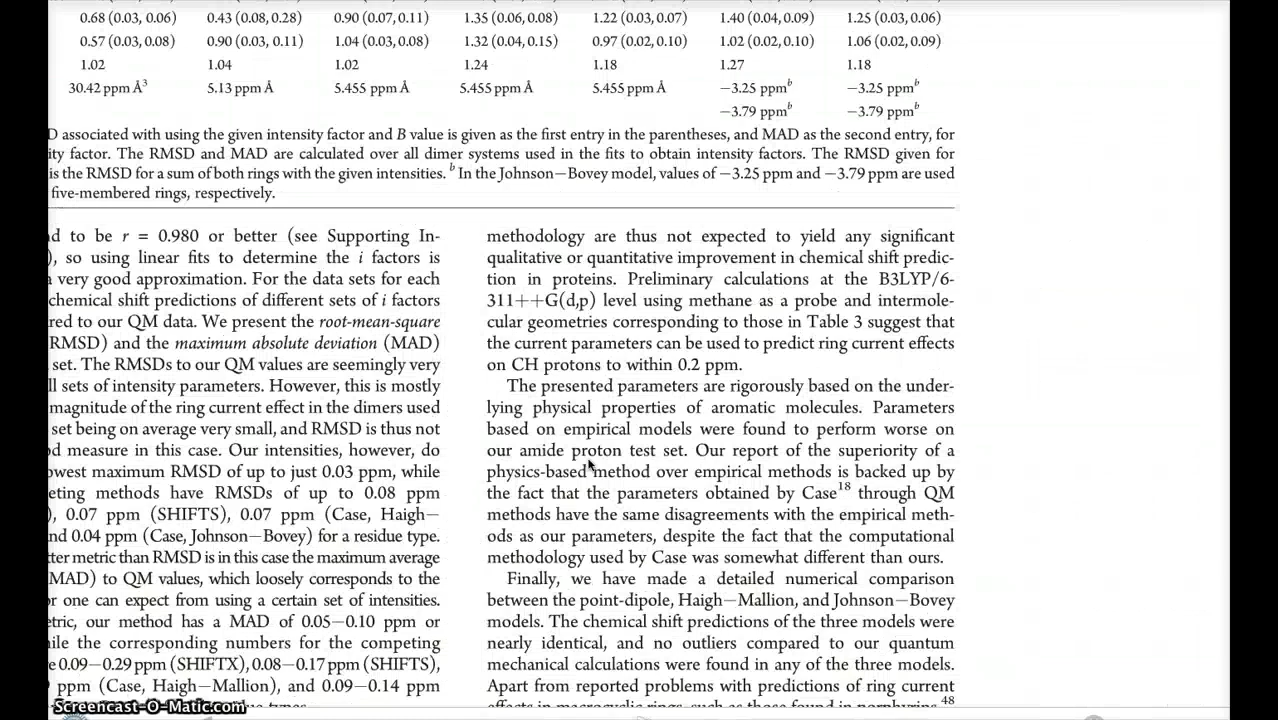 0.68 (0.03, 0.06) 0.43 (0.08, 0.28) 0.90 (0.07, 0.11) 1.35 (0.06, 0.08) 1.22 (0.03, 0.07) 1.40 (0.04, 0.09) 1.25 (0.03, 0.06)
0.57 (0.03, 0.08) 0.90 (0.03, 0.11) 1.04 (0.03, 0.08) 1.32 (0.04, 0.15) 0.97 (0.02, 0.10) 1.02 (0.02, 0.10) 1.06 (0.02, 0.09)
1.02 1.04 1.02 1.24 1.18 1.27 1.18
30.42 ppm Å³ 5.13 ppm Å 5.455 ppm Å 5.455 ppm Å 5.455 ppm Å −3.25 ppmᵇ −3.25 ppmᵇ
−3.79 ppmᵇ −3.79 ppmᵇ
D associated with using the given intensity factor and B value is given as the first entry in the parentheses, and MAD as the second entry, for
ity factor. The RMSD and MAD are calculated over all dimer systems used in the fits to obtain intensity factors. The RMSD given for
is the RMSD for a sum of both rings with the given intensities. ᵇ In the Johnson−Bovey model, values of −3.25 ppm and −3.79 ppm are used
five-membered rings, respectively.
d to be r = 0.980 or better (see Supporting In-
), so using linear fits to determine the i factors is
very good approximation. For the data sets for each
chemical shift predictions of different sets of i factors
red to our QM data. We present the root-mean-square
RMSD) and the maximum absolute deviation (MAD)
set. The RMSDs to our QM values are seemingly very
ll sets of intensity parameters. However, this is mostly
magnitude of the ring current effect in the dimers used
set being on average very small, and RMSD is thus not
d measure in this case. Our intensities, however, do
owest maximum RMSD of up to just 0.03 ppm, while
eting methods have RMSDs of up to 0.08 ppm
), 0.07 ppm (SHIFTS), 0.07 ppm (Case, Haigh−
nd 0.04 ppm (Case, Johnson−Bovey) for a residue type.
tter metric than RMSD is in this case the maximum average
MAD) to QM values, which loosely corresponds to the
or one can expect from using a certain set of intensities.
etric, our method has a MAD of 0.05−0.10 ppm or
ile the corresponding numbers for the competing
e 0.09−0.29 ppm (SHIFTX), 0.08−0.17 ppm (SHIFTS),
ppm (Case, Haigh−Mallion), and 0.09−0.14 ppm
methodology are thus not expected to yield any significant
qualitative or quantitative improvement in chemical shift predic-
tion in proteins. Preliminary calculations at the B3LYP/6-
311++G(d,p) level using methane as a probe and intermole-
cular geometries corresponding to those in Table 3 suggest that
the current parameters can be used to predict ring current effects
on CH protons to within 0.2 ppm.
The presented parameters are rigorously based on the under-
lying physical properties of aromatic molecules. Parameters
based on empirical models were found to perform worse on
our amide proton test set. Our report of the superiority of a
physics-based method over empirical methods is backed up by
the fact that the parameters obtained by Case¹⁸ through QM
methods have the same disagreements with the empirical meth-
ods as our parameters, despite the fact that the computational
methodology used by Case was somewhat different than ours.
Finally, we have made a detailed numerical comparison
between the point-dipole, Haigh−Mallion, and Johnson−Bovey
models. The chemical shift predictions of the three models were
nearly identical, and no outliers compared to our quantum
mechanical calculations were found in any of the three models.
Apart from reported problems with predictions of ring current
effects in macrocyclic rings, such as those found in porphyrins,⁴⁸
Screencast-O-Matic.com